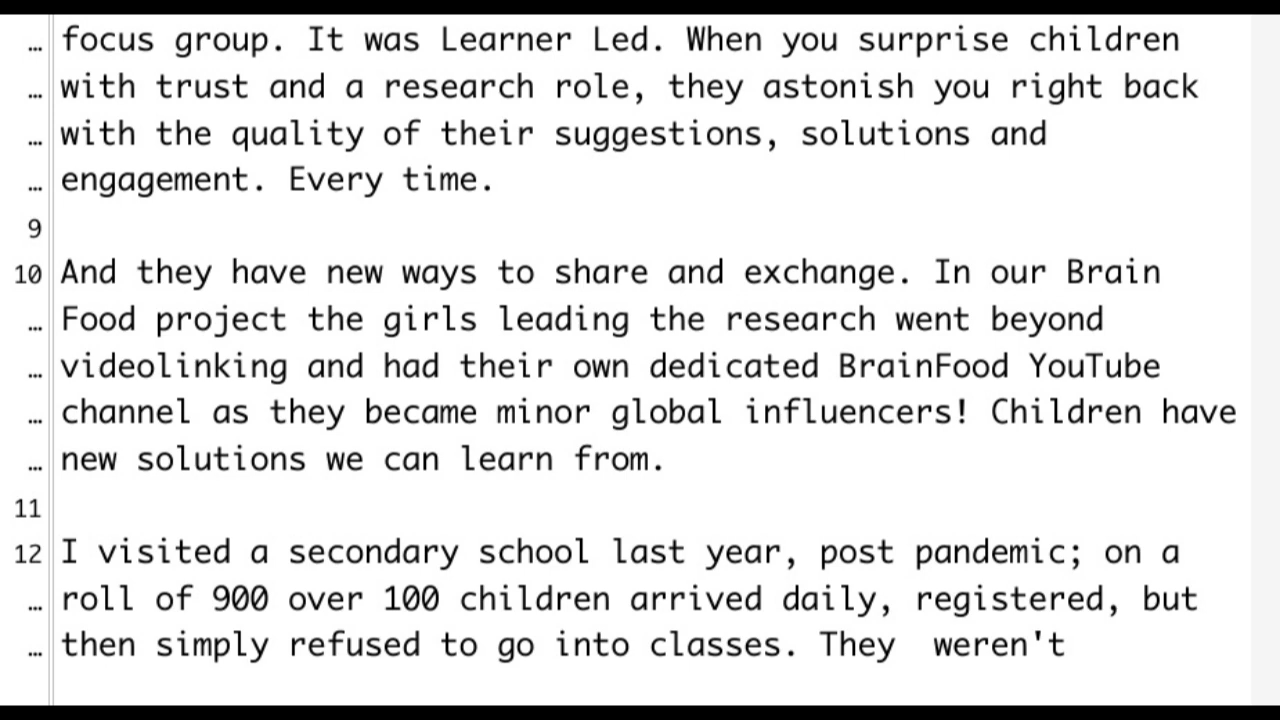 … focus group. It was Learner Led. When you surprise children
… with trust and a research role, they astonish you right back
… with the quality of their suggestions, solutions and
… engagement. Every time.
9
10 And they have new ways to share and exchange. In our Brain
… Food project the girls leading the research went beyond
… videolinking and had their own dedicated BrainFood YouTube
… channel as they became minor global influencers! Children have
… new solutions we can learn from.
11
12 I visited a secondary school last year, post pandemic; on a
… roll of 900 over 100 children arrived daily, registered, but
… then simply refused to go into classes. They  weren't